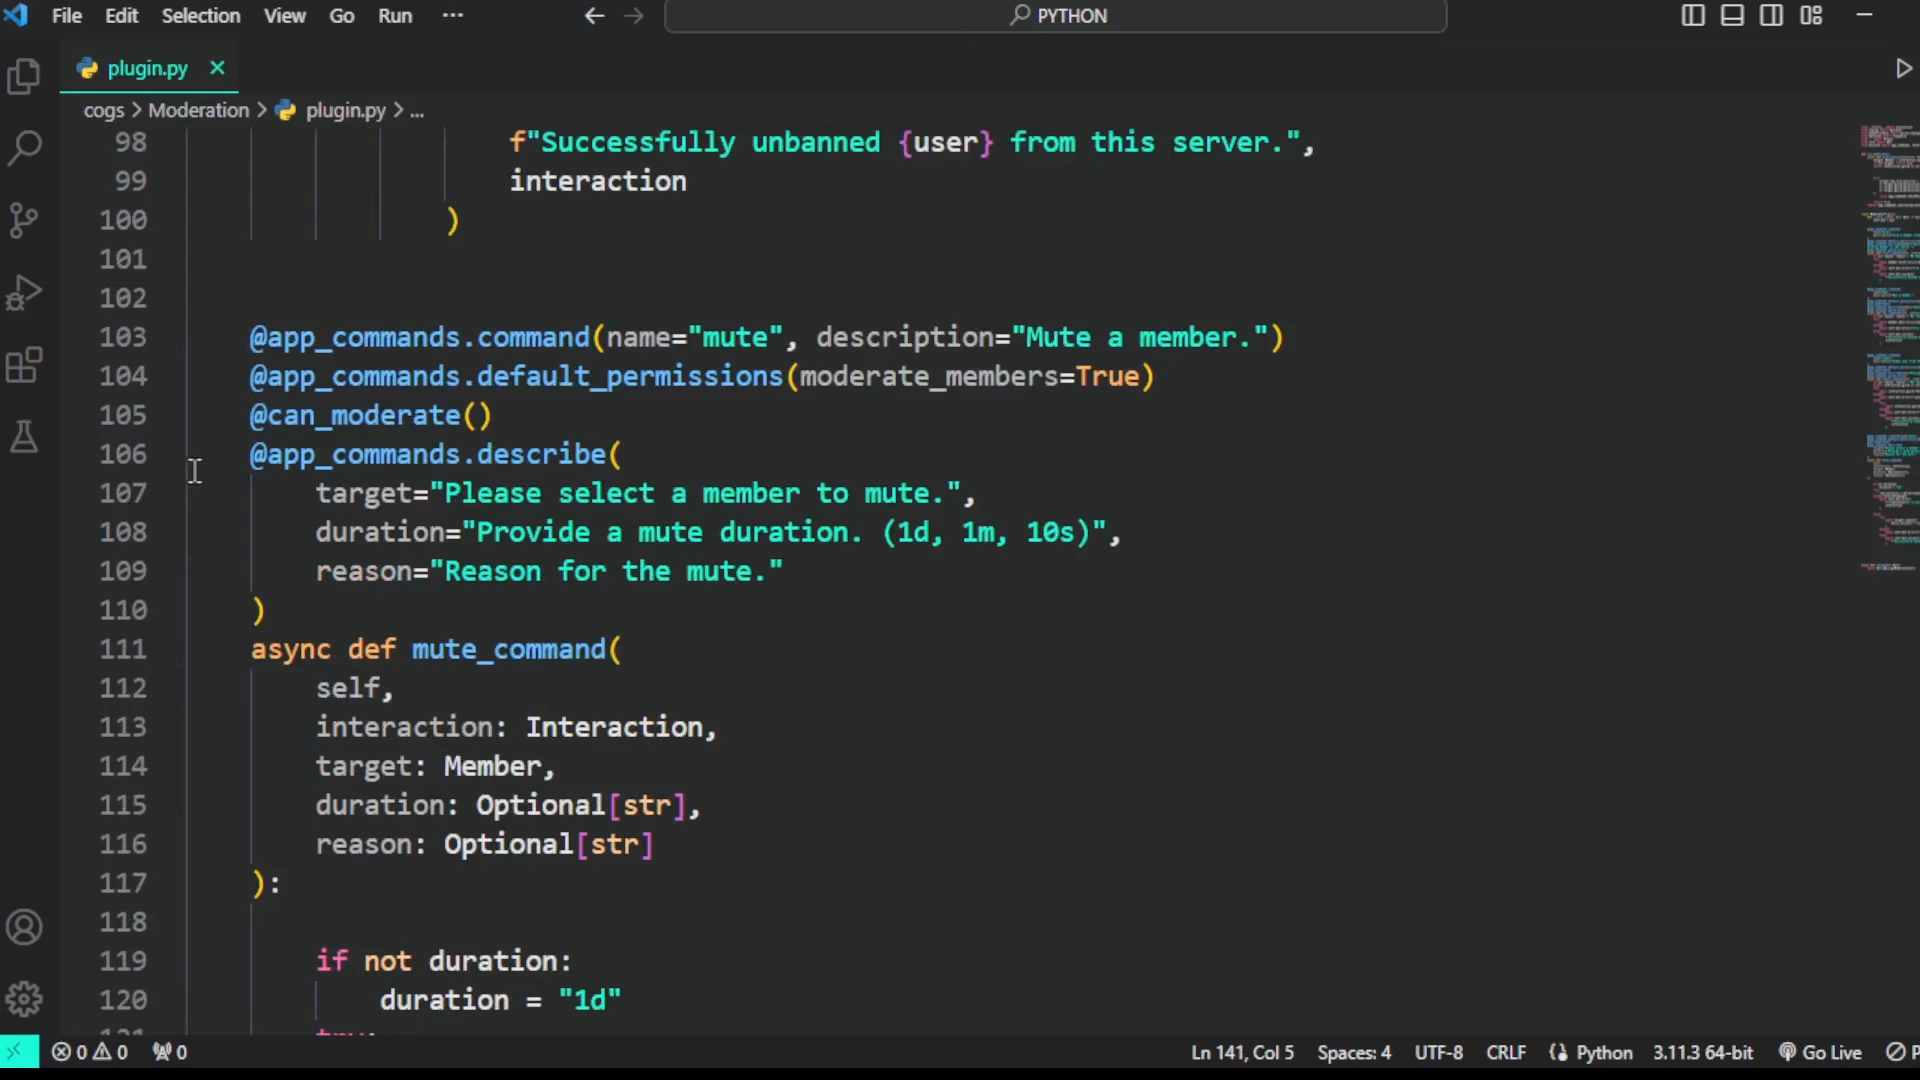 File Edit Selection View Go Run ···
PYTHON
plugin.py
cogs > Moderation > plugin.py > ...
98 f"Successfully unbanned {user} from this server.",
99 interaction
100 )
101
102
103 @app_commands.command(name="mute", description="Mute a member.")
104 @app_commands.default_permissions(moderate_members=True)
105 @can_moderate()
106 @app_commands.describe(
107 target="Please select a member to mute.",
108 duration="Provide a mute duration. (1d, 1m, 10s)",
109 reason="Reason for the mute."
110 )
111 async def mute_command(
112 self,
113 interaction: Interaction,
114 target: Member,
115 duration: Optional[str],
116 reason: Optional[str]
117 ):
118
119 if not duration:
120 duration = "1d"
0 0 0 Ln 141, Col 5 Spaces: 4 UTF-8 CRLF Python 3.11.3 64-bit Go Live